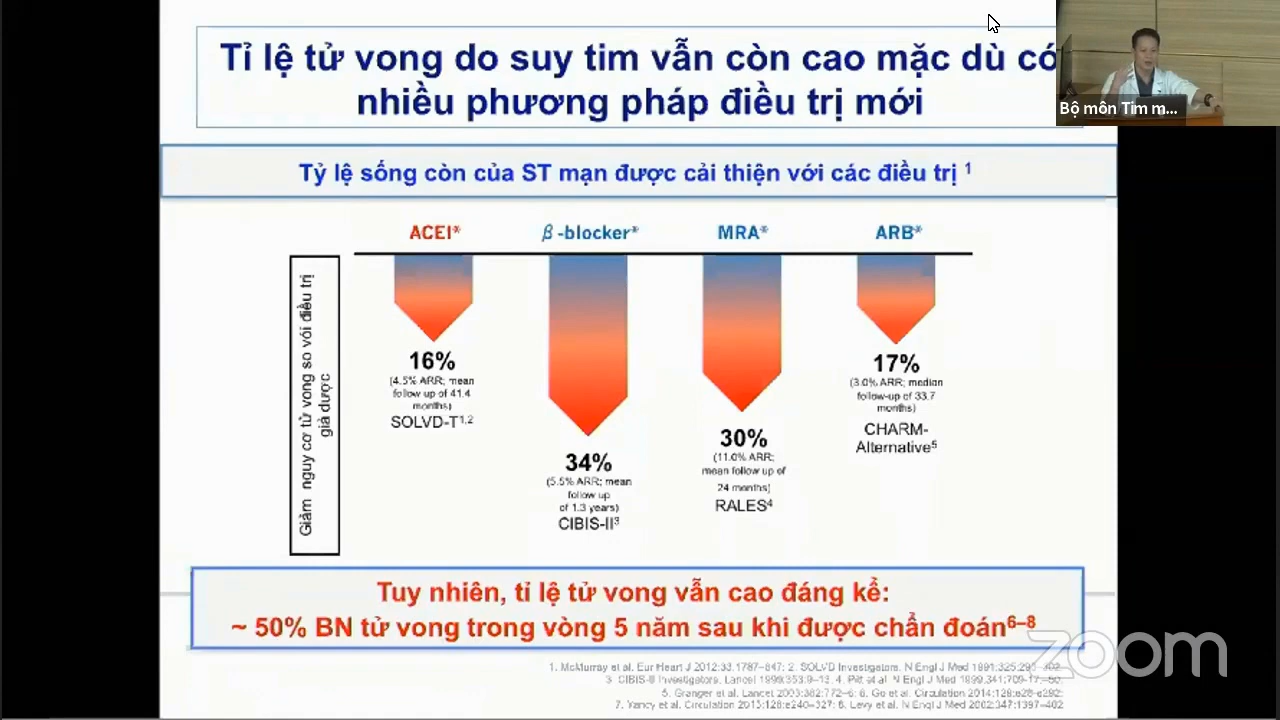 Tỉ lệ tử vong do suy tim vẫn còn cao mặc dù có
nhiều phương pháp điều trị mới
Bộ môn Tim m...
Tỷ lệ sống còn của ST mạn được cải thiện với các điều trị 1
ACEI*
β-blocker*
MRA*
ARB*
Giảm nguy cơ tử vong so với điều trị
giả dược
16%
(4.5% ARR; mean
follow up of 41.4
months)
SOLVD-T1,2
34%
(5.5% ARR; mean
follow up
of 1.3 years)
CIBIS-II3
30%
(11.0% ARR;
mean follow up of
24 months)
RALES4
17%
(3.0% ARR; median
follow-up of 33.7
months)
CHARM-
Alternative5
Tuy nhiên, tỉ lệ tử vong vẫn cao đáng kể:
~ 50% BN tử vong trong vòng 5 năm sau khi được chẩn đoán6–8
zoom
1. McMurray et al. Eur Heart J 2012;33:1787–847; 2. SOLVD Investigators. N Engl J Med 1991;325:293
3. CIBIS-II Investigators. Lancet 1999;353:9–13; 4. Pitt et al. N Engl J Med 1999;341:709-17
5. Granger et al. Lancet 2003;362:772–6; 6. Go et al. Circulation 2014;129:e28-e292;
7. Yancy et al. Circulation 2013;128:e240–327; 8. Levy et al. N Engl J Med 2002;347:1397–402